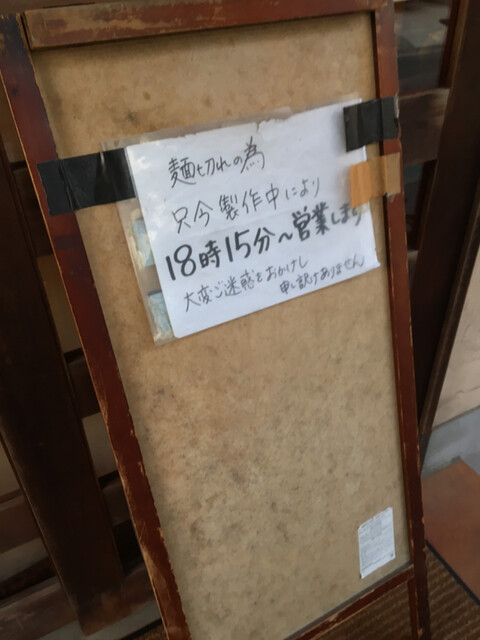 麺切れの為
只今製作中により
18時15分～営業します
大変ご迷惑をおかけし
申し訳ありません